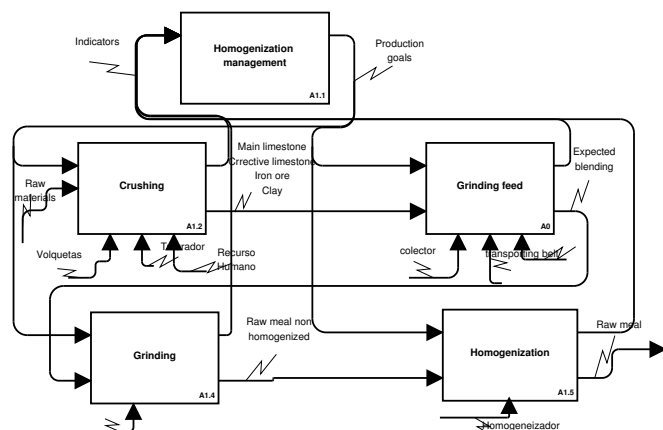 Indicators
Homogenization
management
A1.1
Production
goals
Main limestone
Crrective limestone
Iron ore
Clay
Crushing
A1.2
Raw
materials
Grinding feed
A0
Expected
blending
Volquetas
Recurso
Humano
colector
transporting belt
Grinding
A1.4
Raw meal non
homogenized
Homogenization
A1.5
Raw meal
Homogeneizador